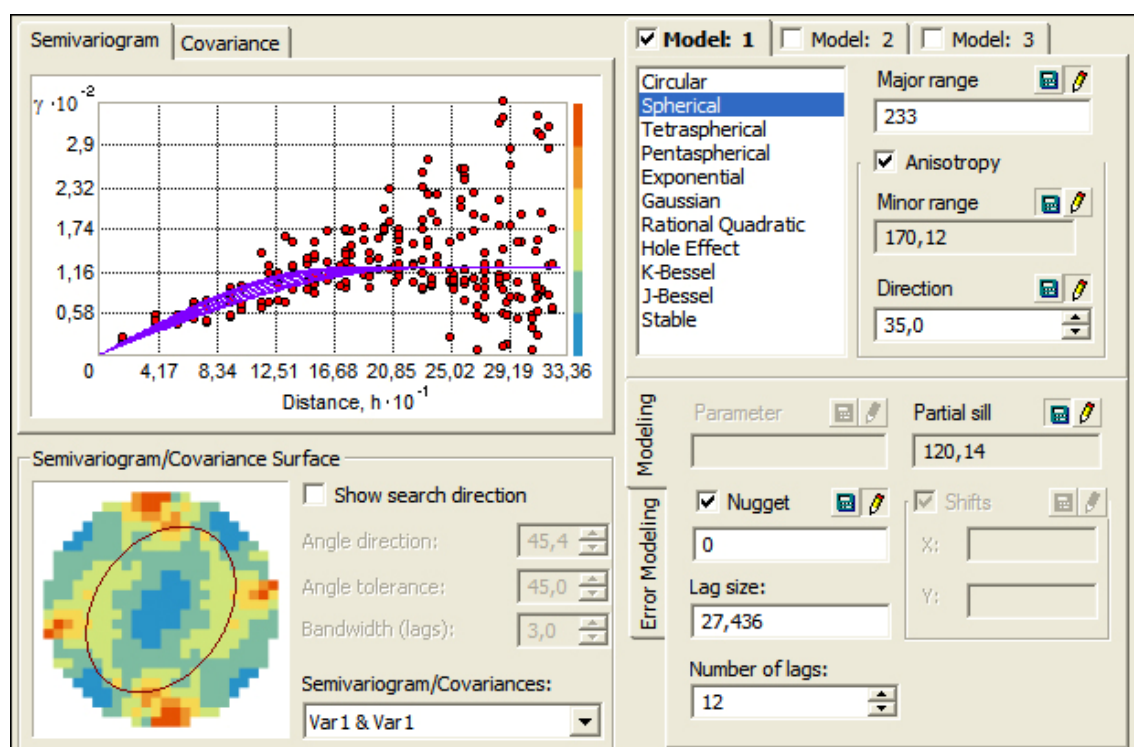 Semivariogram Covariance
γ ·10⁻²
2,9
2,32
1,74
1,16
0,58
0 4,17 8,34 12,51 16,68 20,85 25,02 29,19 33,36
Distance, h ·10⁻¹
Semivariogram/Covariance Surface
Show search direction
Angle direction: 45,4
Angle tolerance: 45,0
Bandwidth (lags): 3,0
Semivariogram/Covariances:
Var1 & Var1
Model: 1 Model: 2 Model: 3
Circular
Spherical
Tetraspherical
Pentaspherical
Exponential
Gaussian
Rational Quadratic
Hole Effect
K-Bessel
J-Bessel
Stable
Major range
233
Anisotropy
Minor range
170,12
Direction
35,0
Modeling
Error Modeling
Parameter
Partial sill
120,14
Nugget
0
Shifts
X:
Y:
Lag size:
27,436
Number of lags:
12